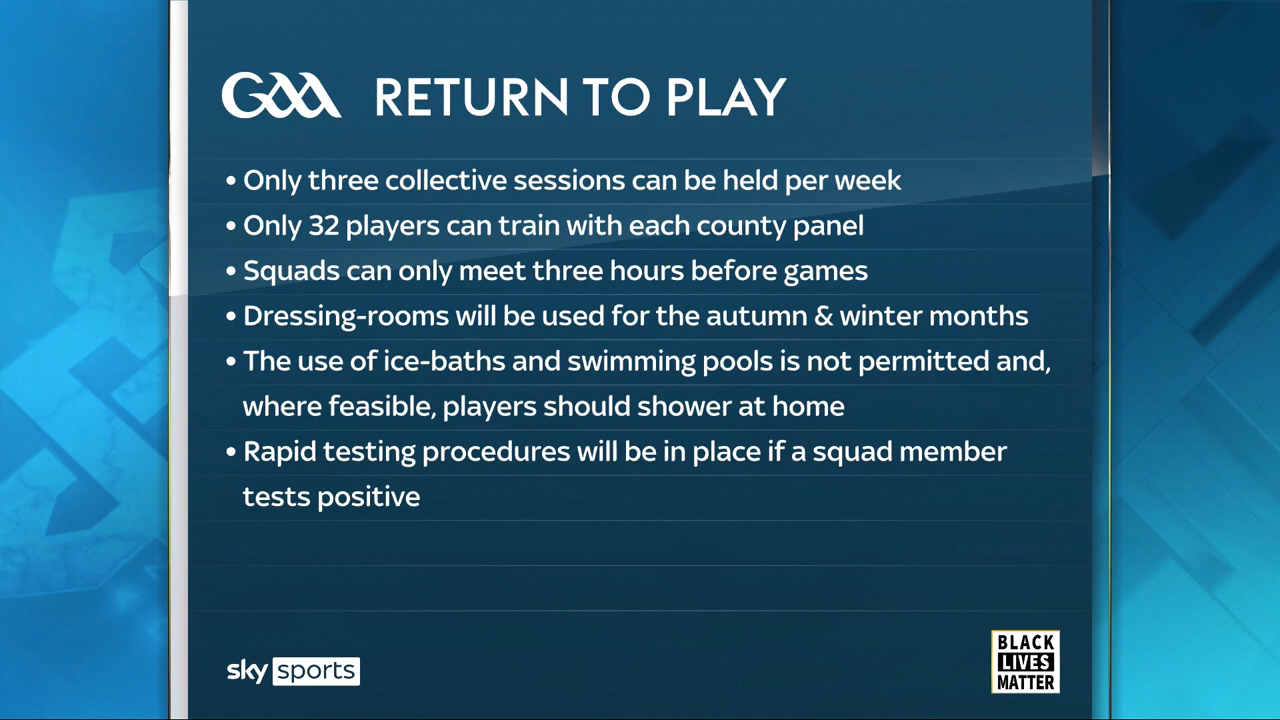 GAA RETURN TO PLAY
• Only three collective sessions can be held per week
• Only 32 players can train with each county panel
• Squads can only meet three hours before games
• Dressing-rooms will be used for the autumn & winter months
• The use of ice-baths and swimming pools is not permitted and,
where feasible, players should shower at home
• Rapid testing procedures will be in place if a squad member
tests positive
sky sports
BLACK
LIVES
MATTER